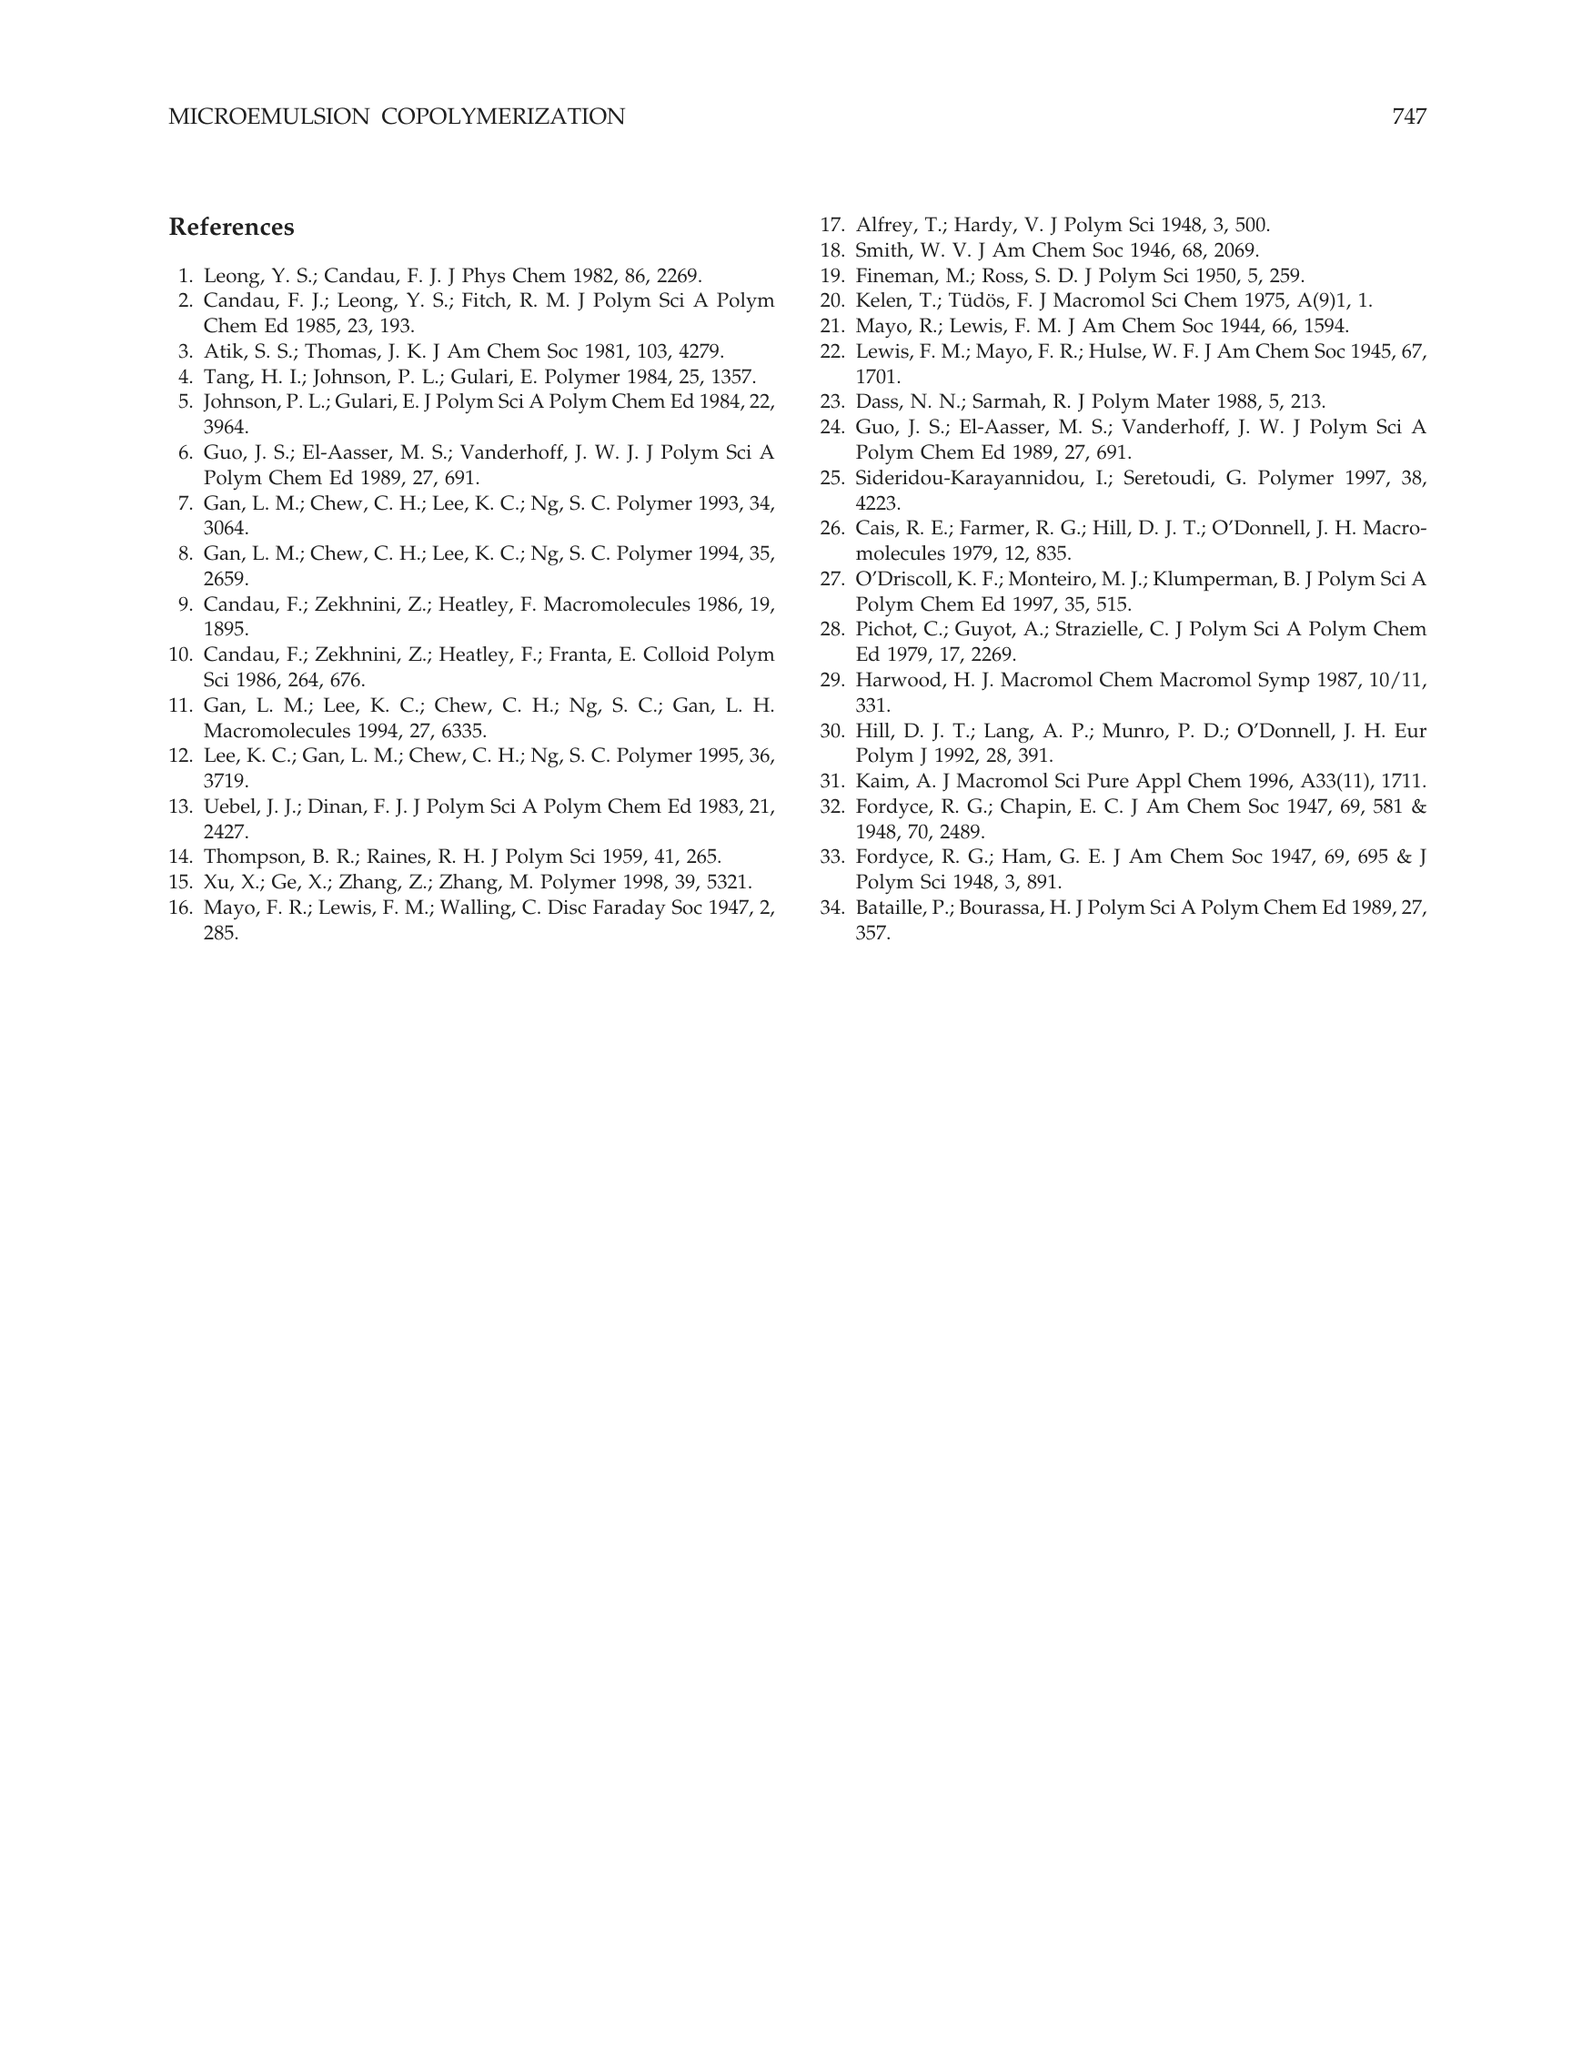 MICROEMULSION COPOLYMERIZATION 747
References
1. Leong, Y. S.; Candau, F. J. J Phys Chem 1982, 86, 2269.
2. Candau, F. J.; Leong, Y. S.; Fitch, R. M. J Polym Sci A Polym
Chem Ed 1985, 23, 193.
3. Atik, S. S.; Thomas, J. K. J Am Chem Soc 1981, 103, 4279.
4. Tang, H. I.; Johnson, P. L.; Gulari, E. Polymer 1984, 25, 1357.
5. Johnson, P. L.; Gulari, E. J Polym Sci A Polym Chem Ed 1984, 22,
3964.
6. Guo, J. S.; El-Aasser, M. S.; Vanderhoff, J. W. J. J Polym Sci A
Polym Chem Ed 1989, 27, 691.
7. Gan, L. M.; Chew, C. H.; Lee, K. C.; Ng, S. C. Polymer 1993, 34,
3064.
8. Gan, L. M.; Chew, C. H.; Lee, K. C.; Ng, S. C. Polymer 1994, 35,
2659.
9. Candau, F.; Zekhnini, Z.; Heatley, F. Macromolecules 1986, 19,
1895.
10. Candau, F.; Zekhnini, Z.; Heatley, F.; Franta, E. Colloid Polym
Sci 1986, 264, 676.
11. Gan, L. M.; Lee, K. C.; Chew, C. H.; Ng, S. C.; Gan, L. H.
Macromolecules 1994, 27, 6335.
12. Lee, K. C.; Gan, L. M.; Chew, C. H.; Ng, S. C. Polymer 1995, 36,
3719.
13. Uebel, J. J.; Dinan, F. J. J Polym Sci A Polym Chem Ed 1983, 21,
2427.
14. Thompson, B. R.; Raines, R. H. J Polym Sci 1959, 41, 265.
15. Xu, X.; Ge, X.; Zhang, Z.; Zhang, M. Polymer 1998, 39, 5321.
16. Mayo, F. R.; Lewis, F. M.; Walling, C. Disc Faraday Soc 1947, 2,
285.
17. Alfrey, T.; Hardy, V. J Polym Sci 1948, 3, 500.
18. Smith, W. V. J Am Chem Soc 1946, 68, 2069.
19. Fineman, M.; Ross, S. D. J Polym Sci 1950, 5, 259.
20. Kelen, T.; Tüdös, F. J Macromol Sci Chem 1975, A(9)1, 1.
21. Mayo, R.; Lewis, F. M. J Am Chem Soc 1944, 66, 1594.
22. Lewis, F. M.; Mayo, F. R.; Hulse, W. F. J Am Chem Soc 1945, 67,
1701.
23. Dass, N. N.; Sarmah, R. J Polym Mater 1988, 5, 213.
24. Guo, J. S.; El-Aasser, M. S.; Vanderhoff, J. W. J Polym Sci A
Polym Chem Ed 1989, 27, 691.
25. Sideridou-Karayannidou, I.; Seretoudi, G. Polymer 1997, 38,
4223.
26. Cais, R. E.; Farmer, R. G.; Hill, D. J. T.; O’Donnell, J. H. Macro-
molecules 1979, 12, 835.
27. O’Driscoll, K. F.; Monteiro, M. J.; Klumperman, B. J Polym Sci A
Polym Chem Ed 1997, 35, 515.
28. Pichot, C.; Guyot, A.; Strazielle, C. J Polym Sci A Polym Chem
Ed 1979, 17, 2269.
29. Harwood, H. J. Macromol Chem Macromol Symp 1987, 10/11,
331.
30. Hill, D. J. T.; Lang, A. P.; Munro, P. D.; O’Donnell, J. H. Eur
Polym J 1992, 28, 391.
31. Kaim, A. J Macromol Sci Pure Appl Chem 1996, A33(11), 1711.
32. Fordyce, R. G.; Chapin, E. C. J Am Chem Soc 1947, 69, 581 &
1948, 70, 2489.
33. Fordyce, R. G.; Ham, G. E. J Am Chem Soc 1947, 69, 695 & J
Polym Sci 1948, 3, 891.
34. Bataille, P.; Bourassa, H. J Polym Sci A Polym Chem Ed 1989, 27,
357.